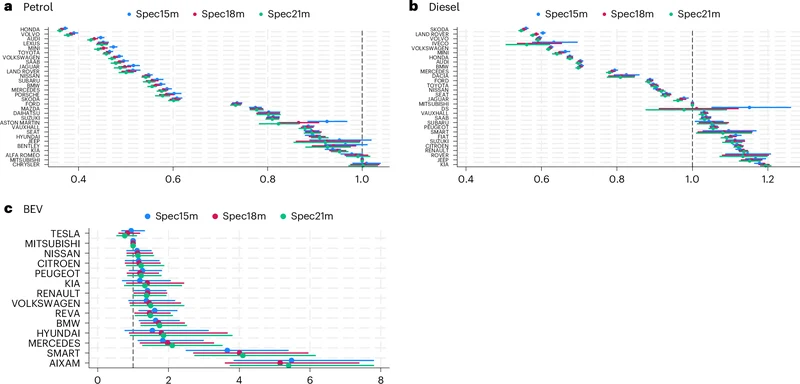 a Petrol
Spec15m Spec18m Spec21m
HONDA
VOLVO
AUDI
LEXUS
MINI
TOYOTA
VOLKSWAGEN
SAAB
JAGUAR
LAND ROVER
NISSAN
SUBARU
BMW
MERCEDES
PORSCHE
SKODA
FORD
MAZDA
DAIHATSU
SUZUKI
ASTON MARTIN
VAUXHALL
SEAT
HYUNDAI
JEEP
BENTLEY
KIA
ALFA ROMEO
MITSUBISHI
CHRYSLER
0.4 0.6 0.8 1.0
b Diesel
Spec15m Spec18m Spec21m
SKODA
LAND ROVER
VOLVO
IVECO
VOLKSWAGEN
MINI
HONDA
AUDI
BMW
MERCEDES
DACIA
FORD
TOYOTA
NISSAN
SEAT
JAGUAR
MITSUBISHI
DS
VAUXHALL
SAAB
SUBARU
PEUGEOT
SMART
FIAT
SUZUKI
CITROEN
RENAULT
ROVER
JEEP
KIA
0.4 0.6 0.8 1.0 1.2
c BEV
Spec15m Spec18m Spec21m
TESLA
MITSUBISHI
NISSAN
CITROEN
PEUGEOT
KIA
RENAULT
VOLKSWAGEN
REVA
BMW
HYUNDAI
MERCEDES
SMART
AIXAM
0 2 4 6 8